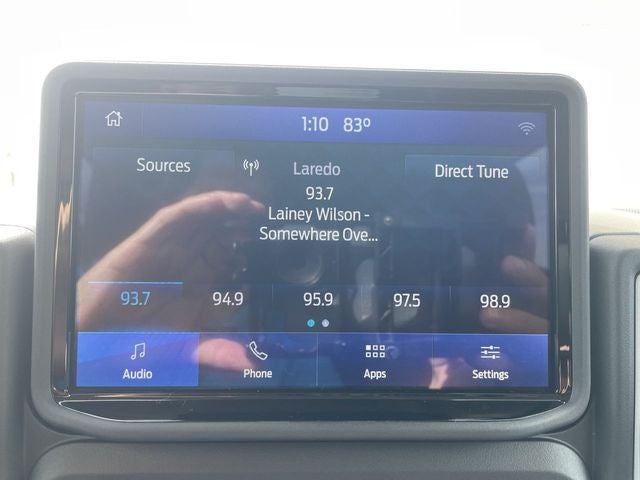 1:10 83º
Sources
Laredo
Direct Tune
93.7
Lainey Wilson -
Somewhere Ove...
93.7 94.9 95.9 97.5 98.9
Audio Phone Apps Settings